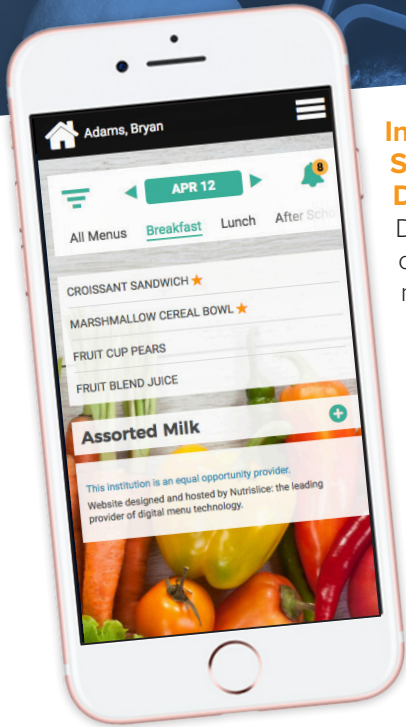 Adams, Bryan
8
APR 12
All Menus Breakfast Lunch After Scho
CROISSANT SANDWICH
MARSHMALLOW CEREAL BOWL
FRUIT CUP PEARS
FRUIT BLEND JUICE
Assorted Milk
This institution is an equal opportunity provider.
Website designed and hosted by Nutrislice: the leading
provider of digital menu technology.
In
S
D
D